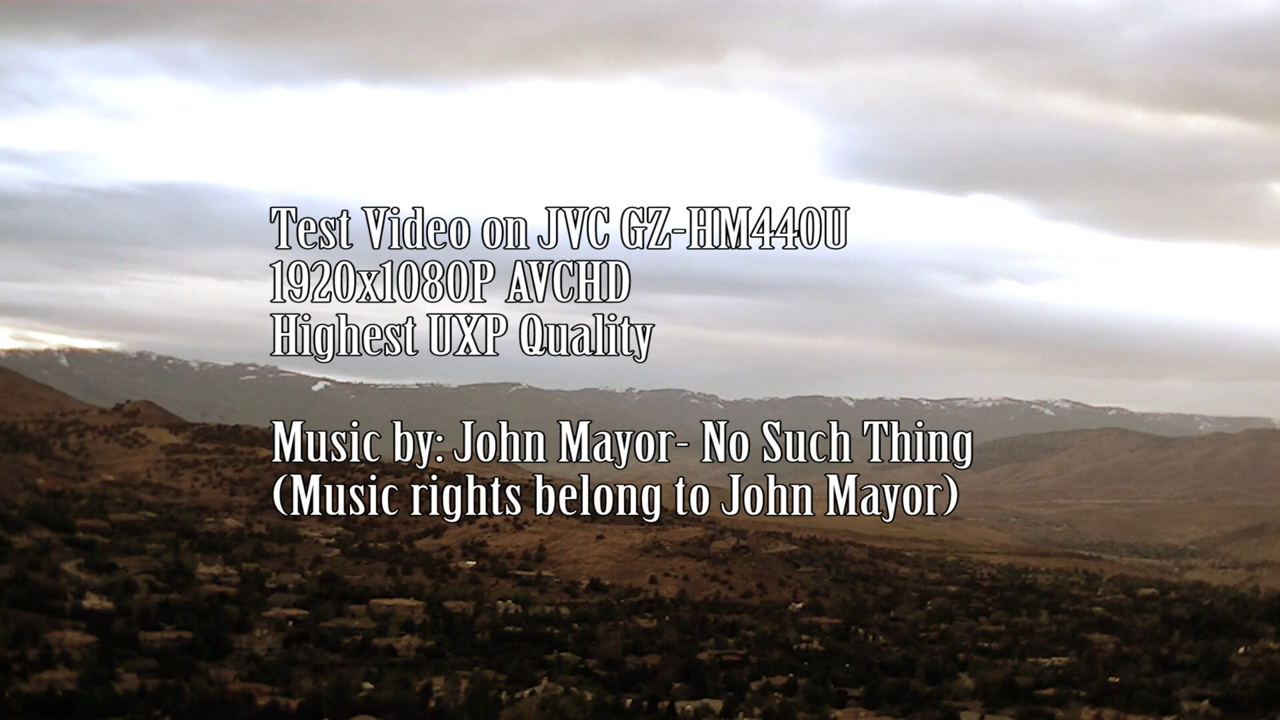 Test Video on JVC GZ-HM440U
1920x1080P AVCHD
Highest UXP Quality
Music by: John Mayor- No Such Thing
(Music rights belong to John Mayor)